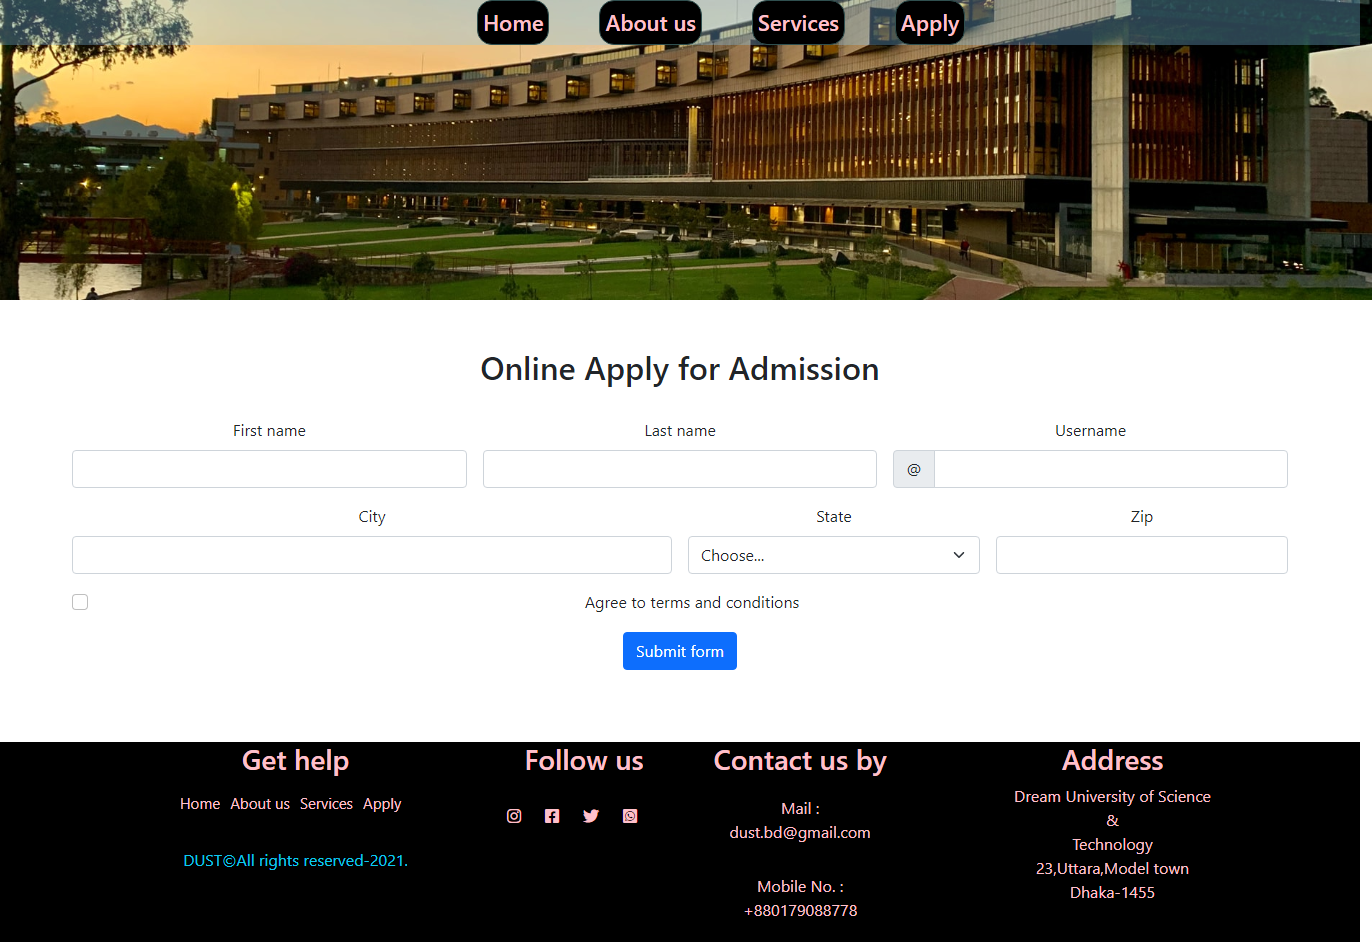 Home About us Services Apply
Online Apply for Admission
First name Last name Username
@
City State Zip
Choose...
Agree to terms and conditions
Submit form
Get help
Home About us Services Apply
DUST©All rights reserved-2021.
Follow us
Contact us by
Mail :
dust.bd@gmail.com
Mobile No. :
+880179088778
Address
Dream University of Science
&
Technology
23,Uttara,Model town
Dhaka-1455